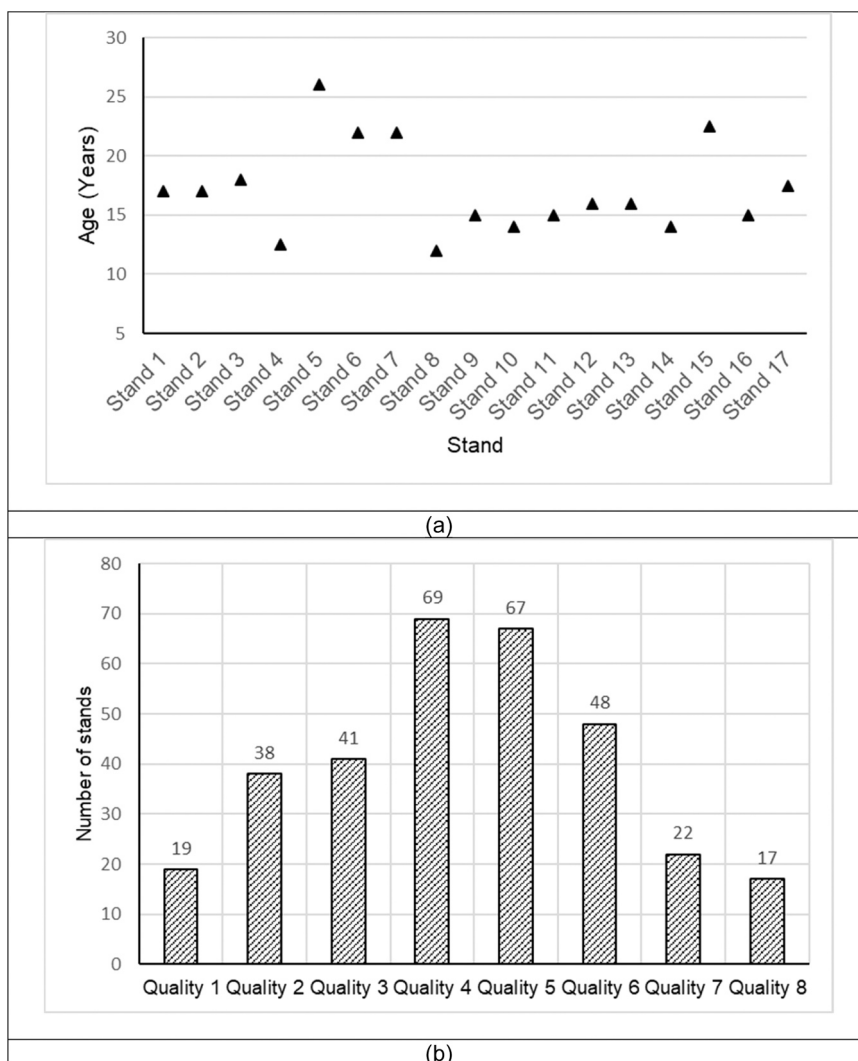 30
25
20
15
10
5
Age (Years)
Stand 1 Stand 2 Stand 3 Stand 4 Stand 5 Stand 6 Stand 7 Stand 8 Stand 9 Stand 10 Stand 11 Stand 12 Stand 13 Stand 14 Stand 15 Stand 16 Stand 17
Stand
(a)
80
70
60
50
40
30
20
10
0
Number of stands
19 38 41 69 67 48 22 17
Quality 1 Quality 2 Quality 3 Quality 4 Quality 5 Quality 6 Quality 7 Quality 8
(b)